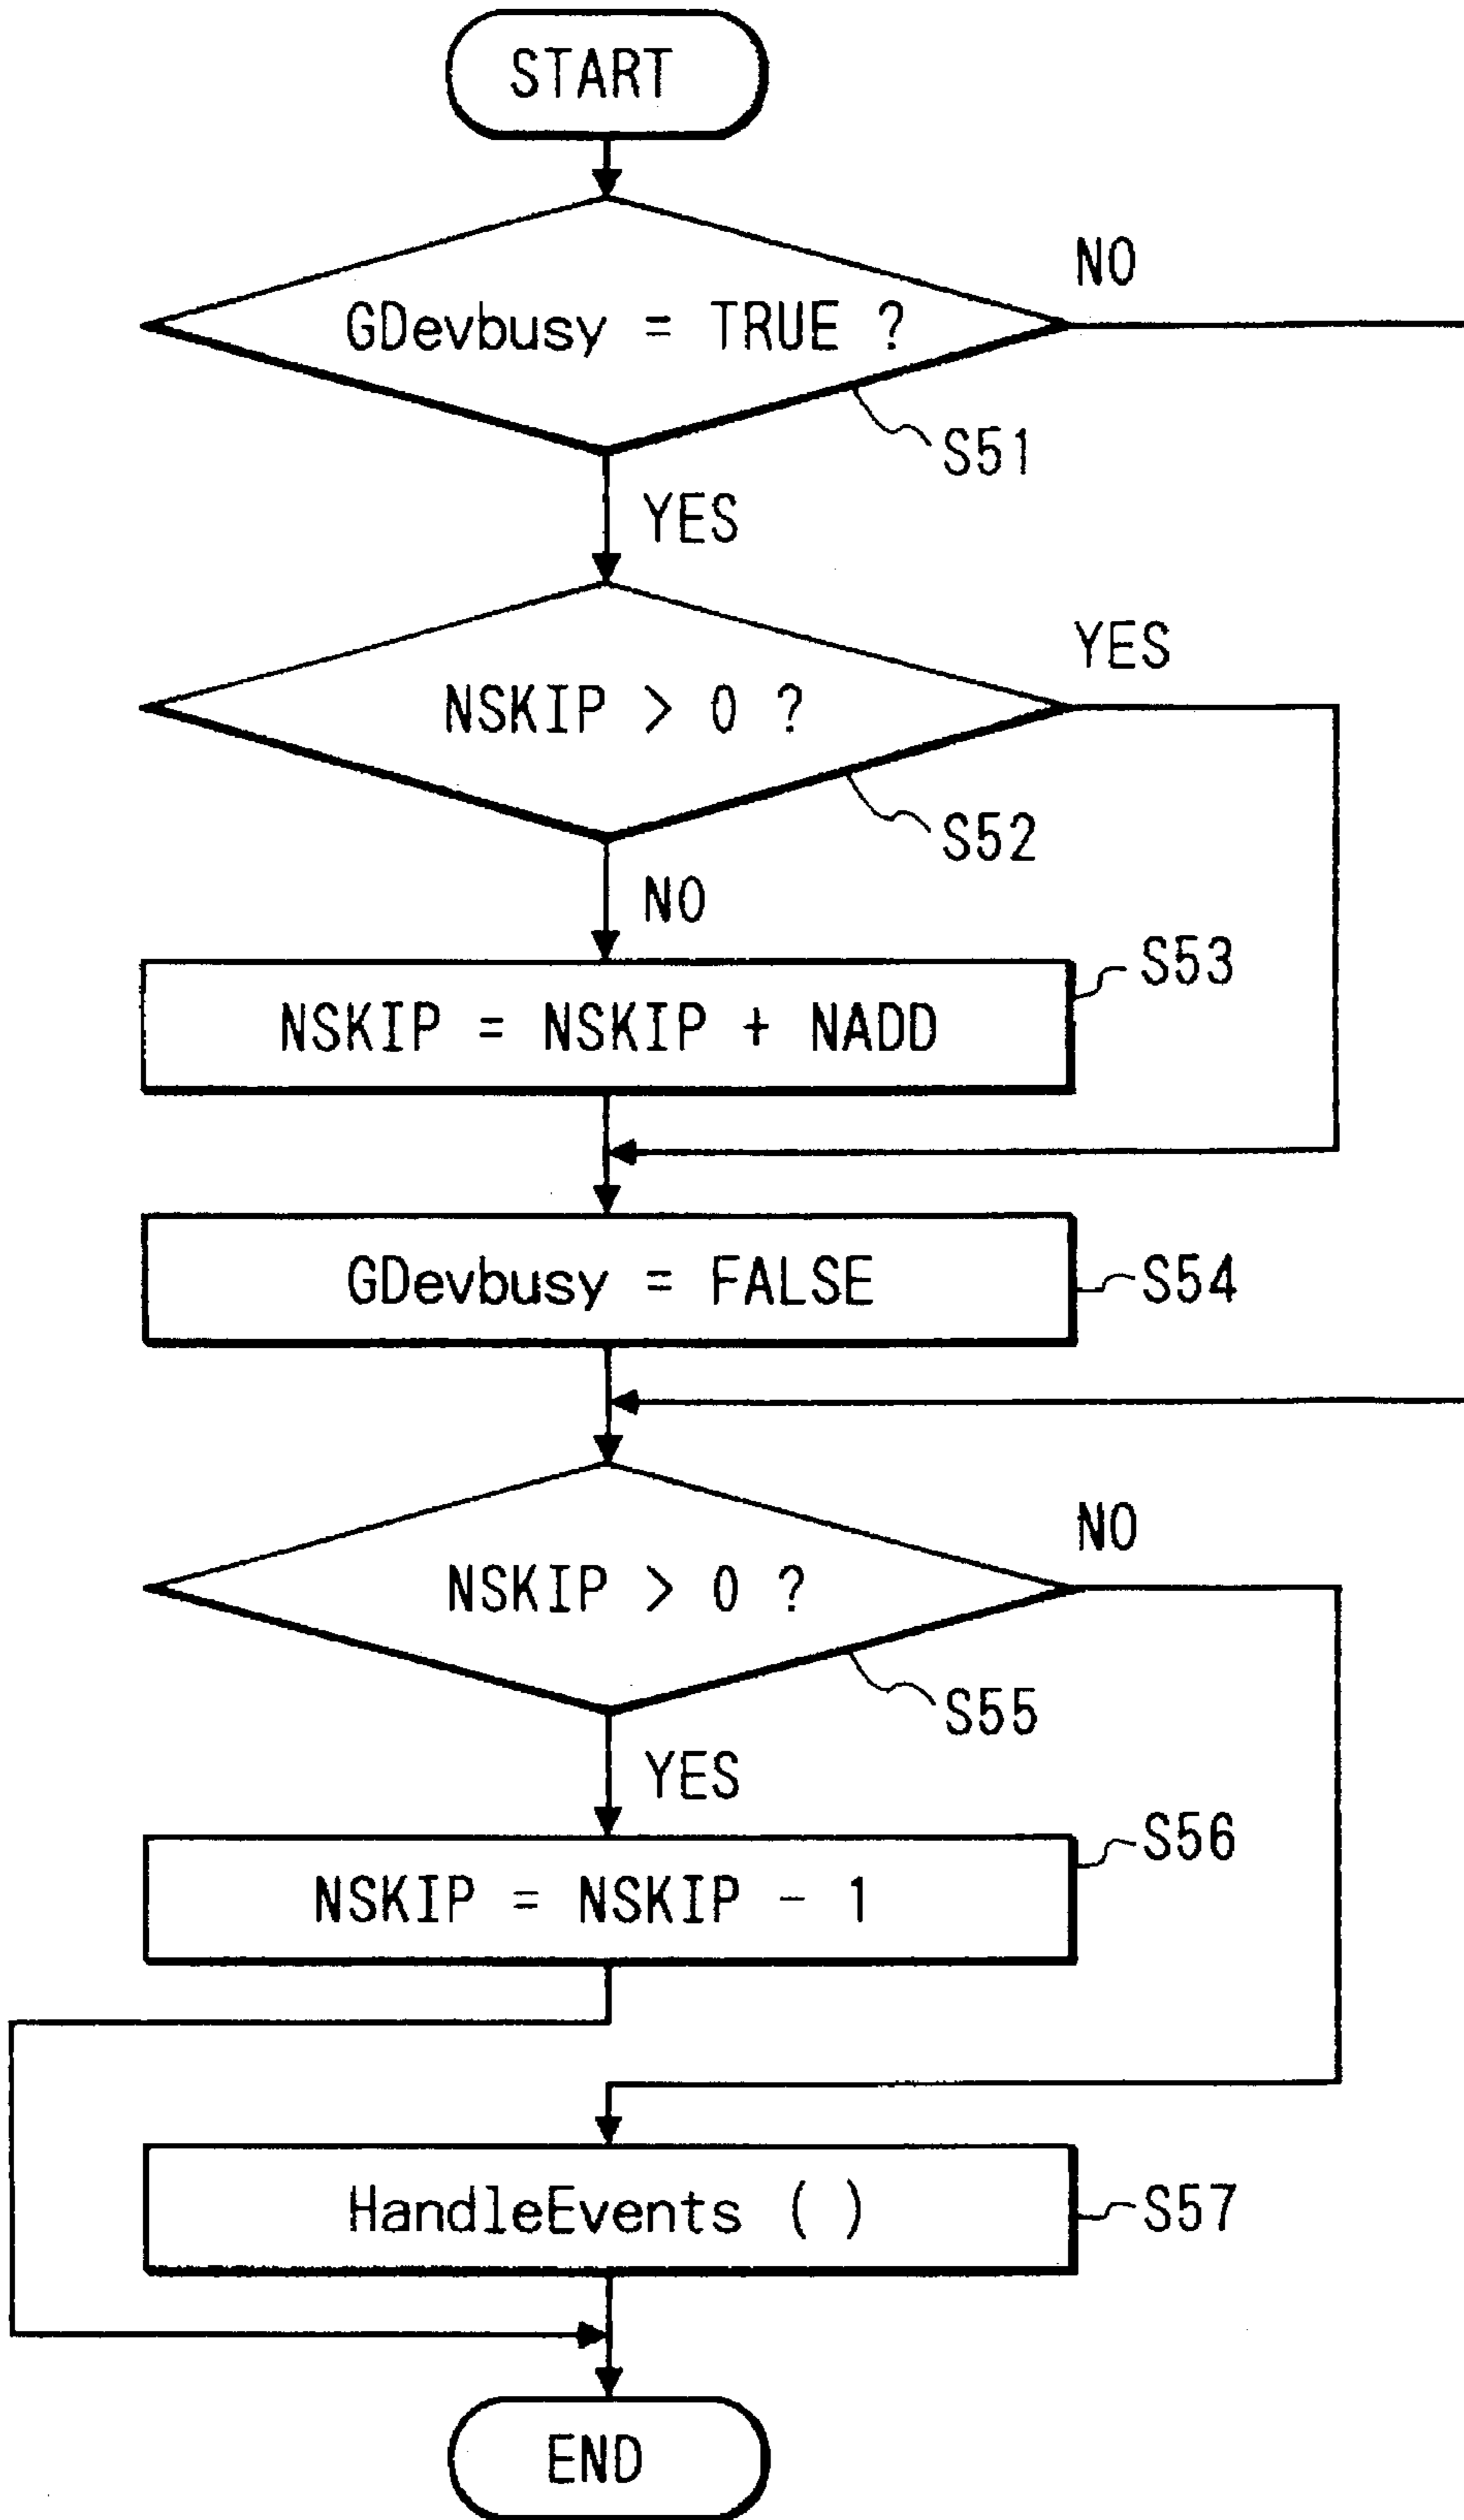 START
NO
GDevbusy = TRUE ?
S51
YES
YES
NSKIP > 0 ?
S52
NO
S53
NSKIP = NSKIP + NADD
GDevbusy = FALSE
S54
NO
NSKIP > 0 ?
S55
YES
S56
NSKIP = NSKIP - 1
HandleEvents ( )
S57
END